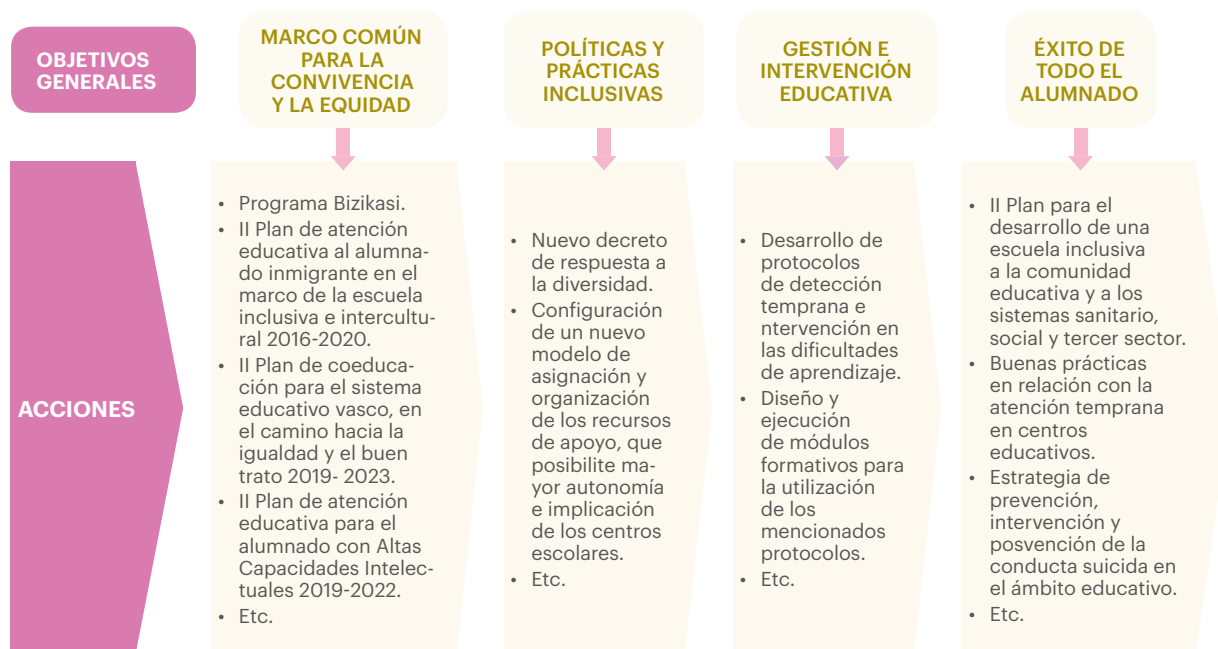 OBJETIVOS
GENERALES
MARCO COMÚN
PARA LA
CONVIVENCIA
Y LA EQUIDAD
POLÍTICAS Y
PRÁCTICAS
INCLUSIVAS
GESTIÓN E
INTERVENCIÓN
EDUCATIVA
ÉXITO DE
TODO EL
ALUMNADO
ACCIONES
• Programa Bizikasi.
• II Plan de atención
educativa al alumna-
do inmigrante en el
marco de la escuela
inclusiva e intercultu-
ral 2016-2020.
• II Plan de coeduca-
ción para el sistema
educativo vasco, en
el camino hacia la
igualdad y el buen
trato 2019- 2023.
• II Plan de atención
educativa para el
alumnado con Altas
Capacidades Intelec-
tuales 2019-2022.
• Etc.
• Nuevo decreto
de respuesta a
la diversidad.
• Configuración
de un nuevo
modelo de
asignación y
organización
de los recursos
de apoyo, que
posibilite ma-
yor autonomía
e implicación
de los centros
escolares.
• Etc.
• Desarrollo de
protocolos
de detección
temprana e
ntervención en
las dificultades
de aprendizaje.
• Diseño y
ejecución
de módulos
formativos para
la utilización
de los
mencionados
protocolos.
• Etc.
• II Plan para el
desarrollo de una
escuela inclusiva
a la comunidad
educativa y a los
sistemas sanitario,
social y tercer sector.
• Buenas prácticas
en relación con la
atención temprana
en centros
educativos.
• Estrategia de
prevención,
intervención y
posvención de la
conducta suicida en
el ámbito educativo.
• Etc.